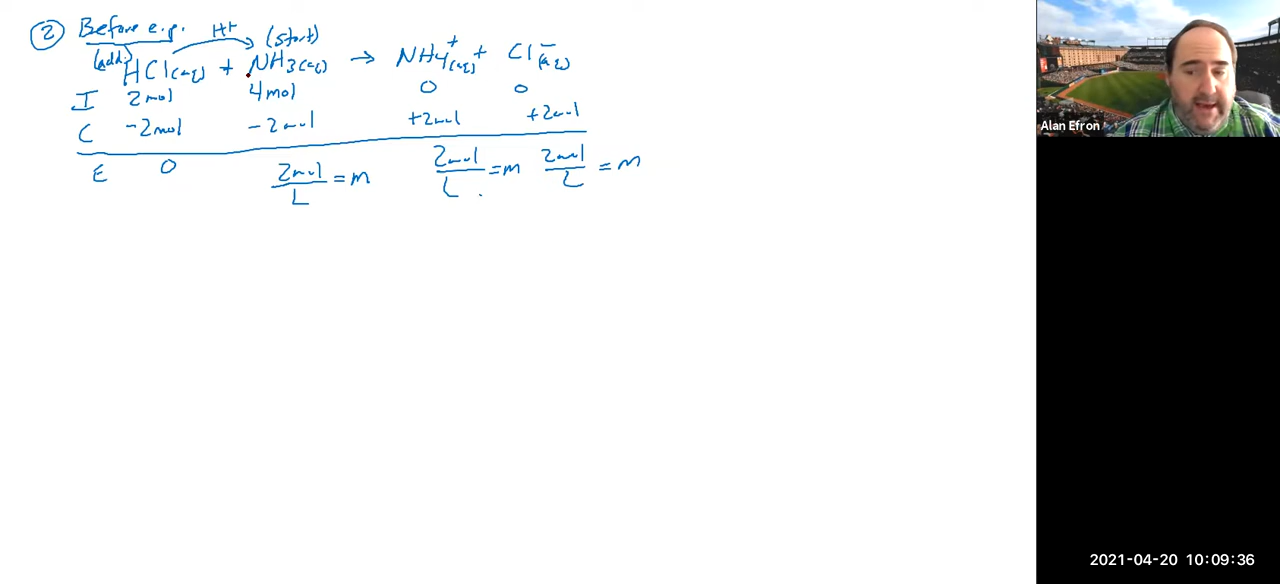 ② Before e.p.
H+
(add) (start)
HCl(aq) + NH3(aq) → NH4+(aq) + Cl-(aq)
I 2mol 4mol 0 0
C -2mol -2mol +2mol +2mol
E 0 2mol/L = M 2mol/L = M 2mol/L = M
Alan Efron
2021-04-20 10:09:36